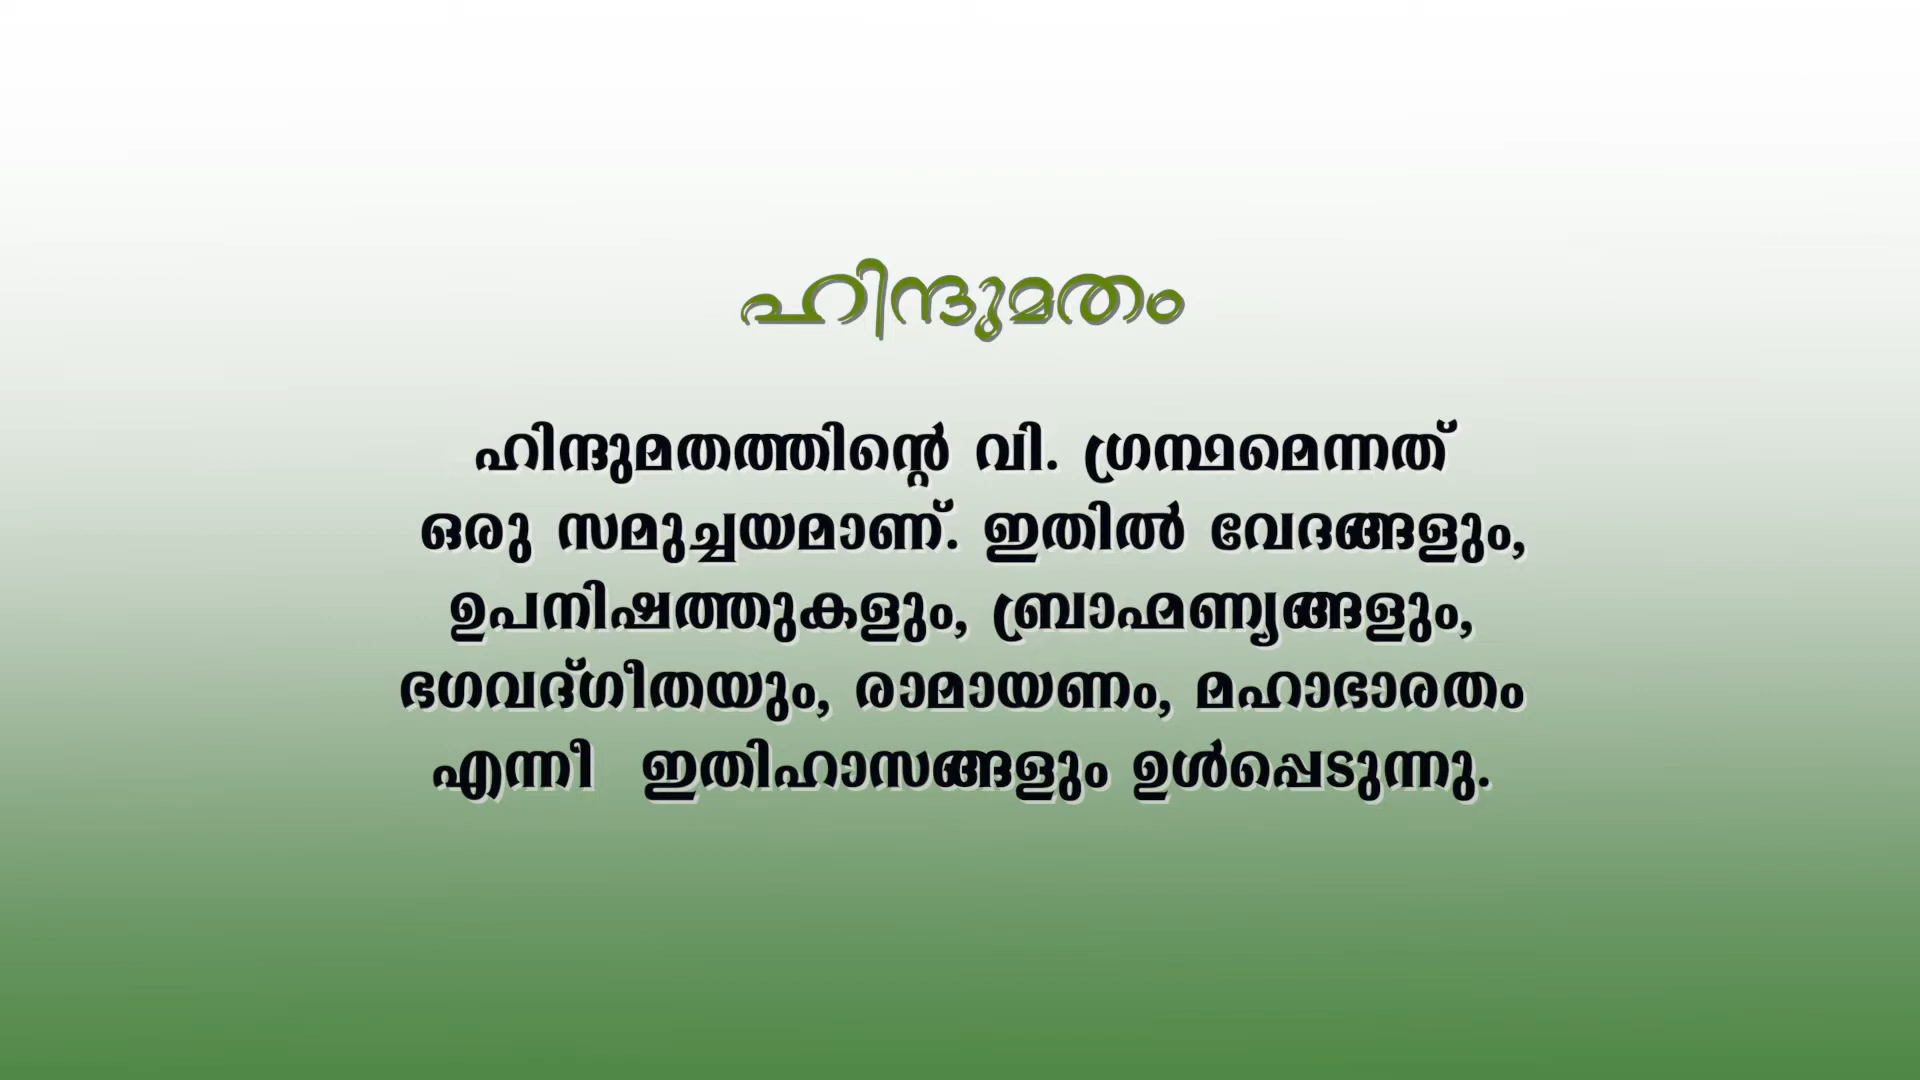 ഹിന്ദുമതം
ഹിന്ദുമതത്തിന്റെ വി. ഗ്രന്ഥമെന്നത്
ഒരു സമുച്ചയമാണ്. ഇതിൽ വേദങ്ങളും,
ഉപനിഷത്തുകളും, ബ്രാഹ്മണ്യങ്ങളും,
ഭഗവദ്ഗീതയും, രാമായണം, മഹാഭാരതം
എന്നീ ഇതിഹാസങ്ങളും ഉൾപ്പെടുന്നു.